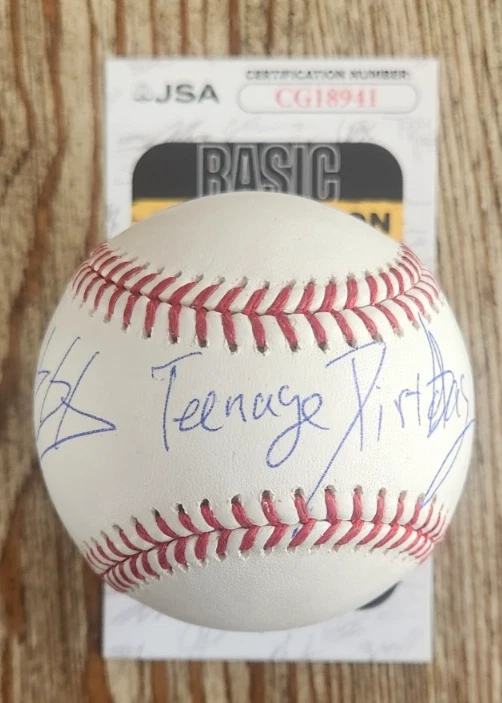 JSA
CERTIFICATION NUMBER:
CG18941
BASIC
Teenage Dirtbag